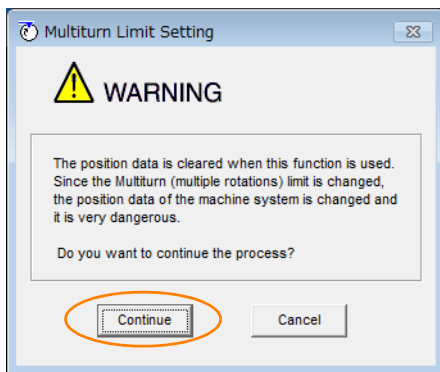 Multiturn Limit Setting
WARNING
The position data is cleared when this function is used.
Since the Multiturn (multiple rotations) limit is changed,
the position data of the machine system is changed and
it is very dangerous.
Do you want to continue the process?
Continue
Cancel